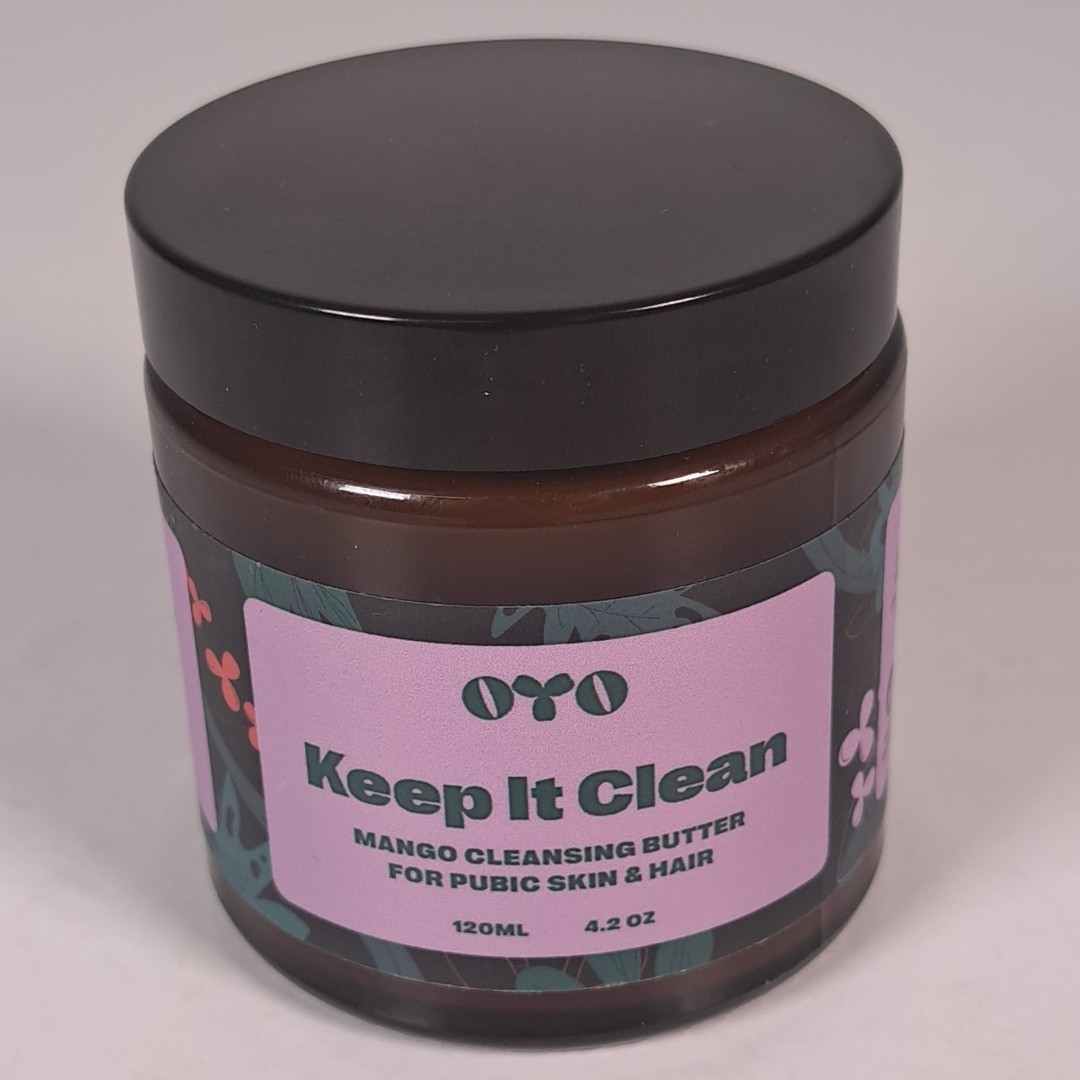 OYO
Keep It Clean
MANGO CLEANSING BUTTER
FOR PUBIC SKIN & HAIR
120ML 4.2 OZ